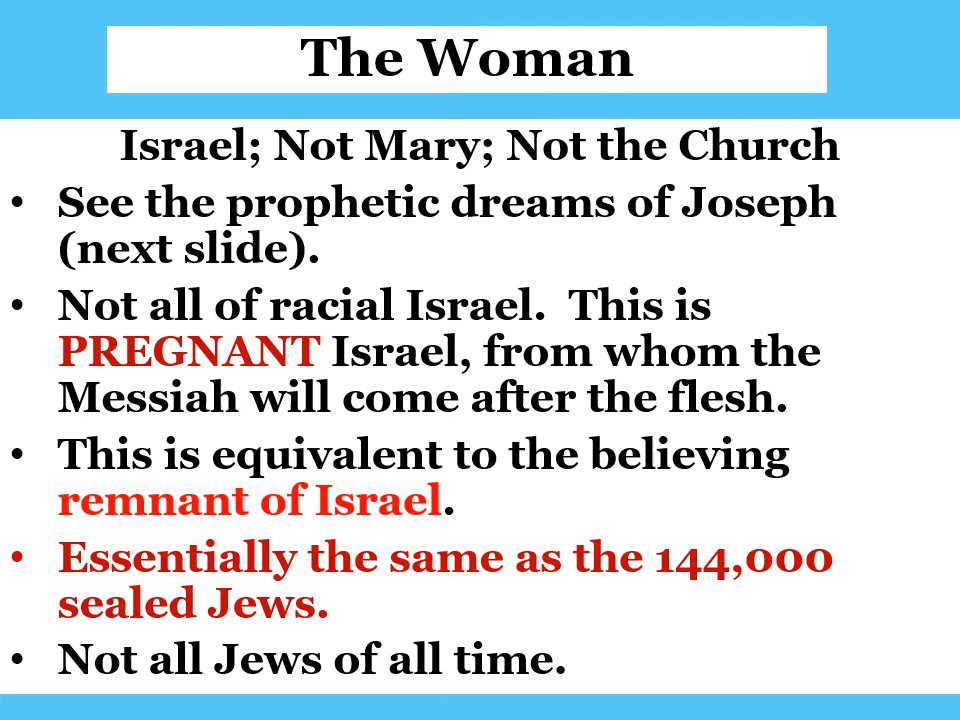 The Woman
Israel; Not Mary; Not the Church
• See the prophetic dreams of Joseph
(next slide).
• Not all of racial Israel.  This is
PREGNANT Israel, from whom the
Messiah will come after the flesh.
• This is equivalent to the believing
remnant of Israel.
• Essentially the same as the 144,000
sealed Jews.
• Not all Jews of all time.